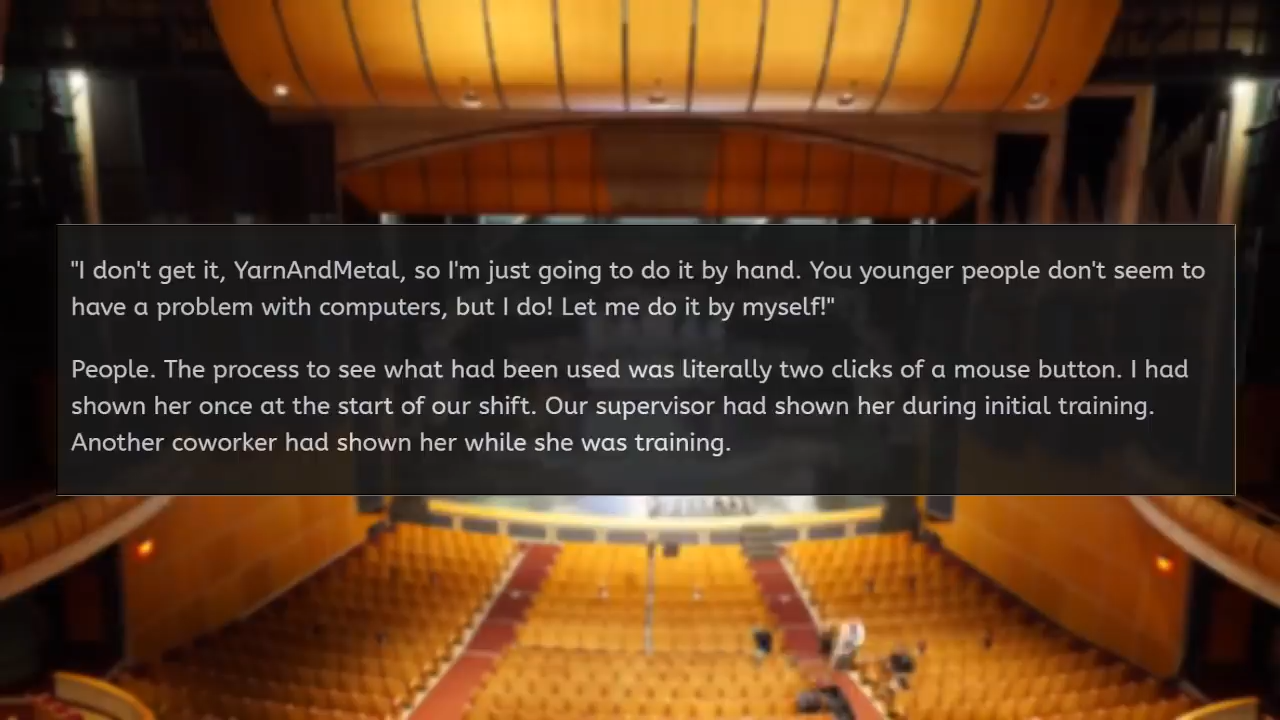 "I don't get it, YarnAndMetal, so I'm just going to do it by hand. You younger people don't seem to
have a problem with computers, but I do! Let me do it by myself!"
People. The process to see what had been used was literally two clicks of a mouse button. I had
shown her once at the start of our shift. Our supervisor had shown her during initial training.
Another coworker had shown her while she was training.